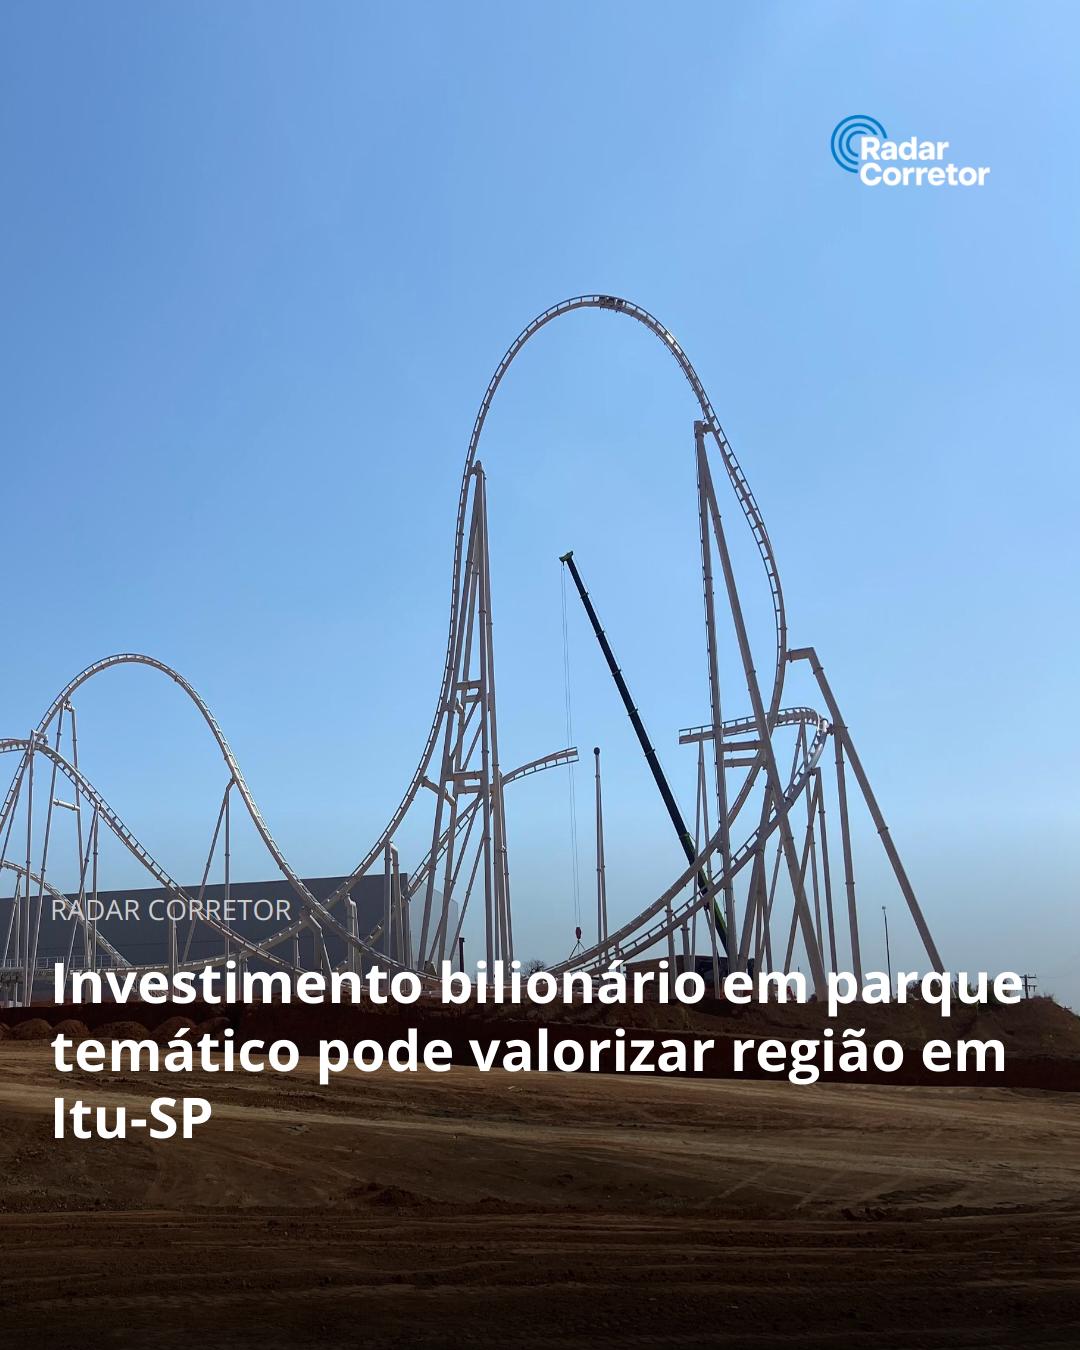 Radar
Corretor
RADAR CORRETOR
Investimento bilionário em parque
temático pode valorizar região em
Itu-SP